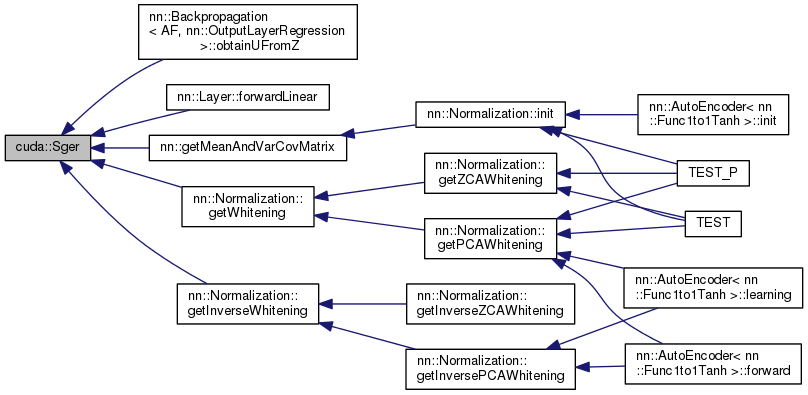 nn::Backpropagation
< AF, nn::OutputLayerRegression
>::obtainUFromZ
nn::Layer::forwardLinear
cuda::Sger
nn::getMeanAndVarCovMatrix
nn::Normalization::
getWhitening
nn::Normalization::
getInverseWhitening
nn::Normalization::init
nn::Normalization::
getZCAWhitening
nn::Normalization::
getPCAWhitening
nn::Normalization::
getInverseZCAWhitening
nn::Normalization::
getInversePCAWhitening
nn::AutoEncoder< nn
::Func1to1Tanh >::init
TEST_P
TEST
nn::AutoEncoder< nn
::Func1to1Tanh >::learning
nn::AutoEncoder< nn
::Func1to1Tanh >::forward